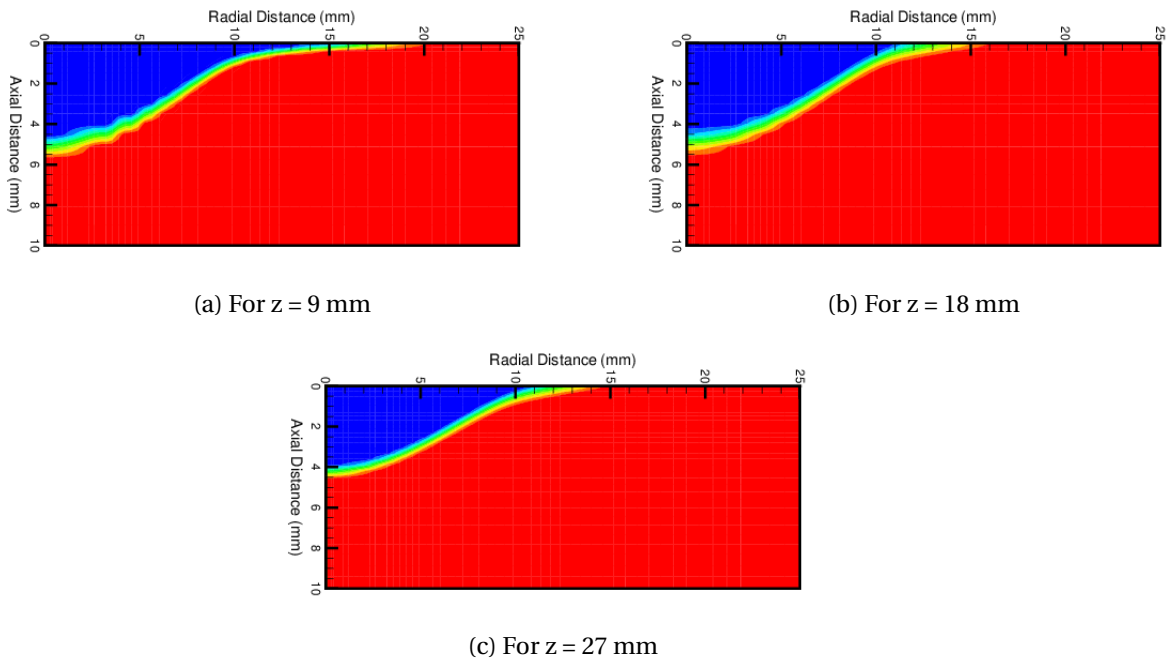 Radial Distance (mm)
0 5 10 15 20 25
Axial Distance (mm)
0 2 4 6 8 10
(a) For z = 9 mm
Radial Distance (mm)
0 5 10 15 20 25
Axial Distance (mm)
0 2 4 6 8 10
(b) For z = 18 mm
Radial Distance (mm)
0 5 10 15 20 25
Axial Distance (mm)
0 2 4 6 8 10
(c) For z = 27 mm